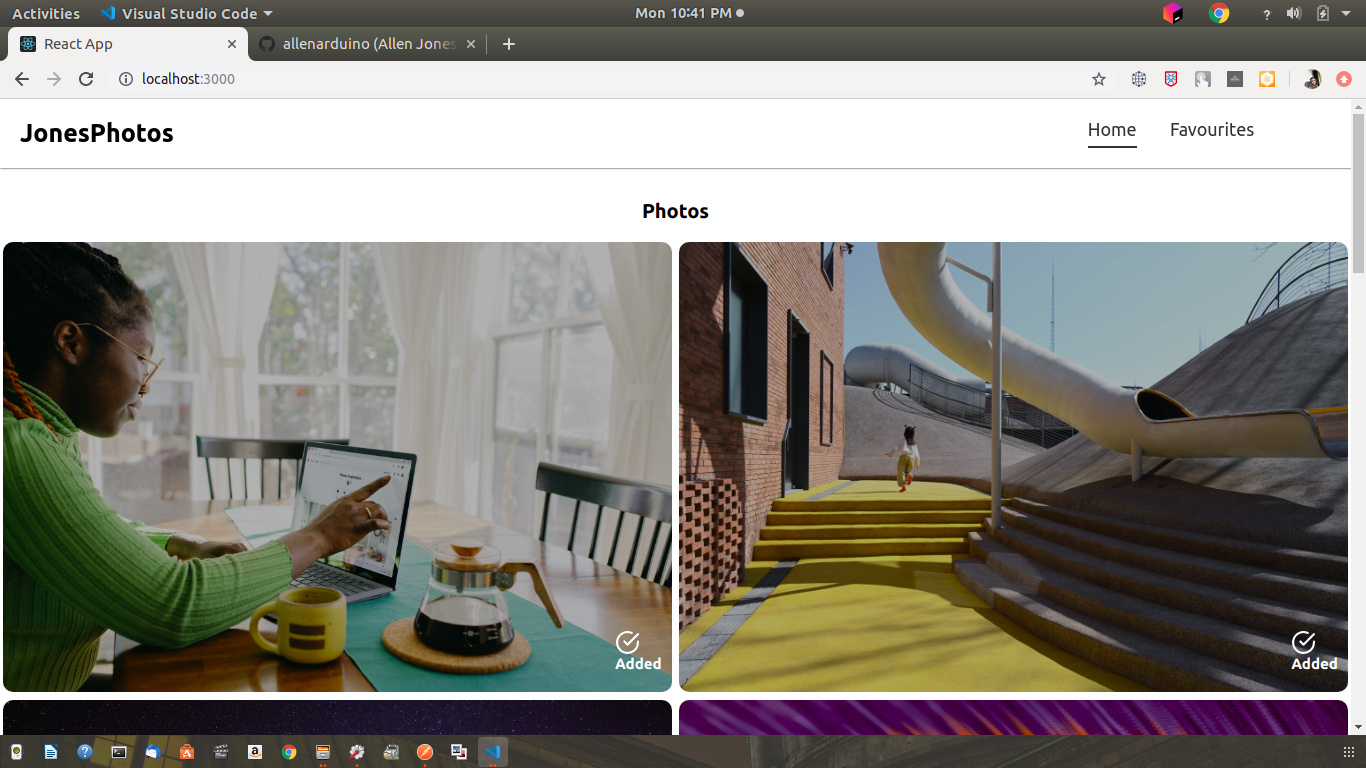 Activities Visual Studio Code Mon 10:41 PM
React App allenarduino (Allen Jones
localhost:3000
JonesPhotos Home Favourites
Photos
Added Added